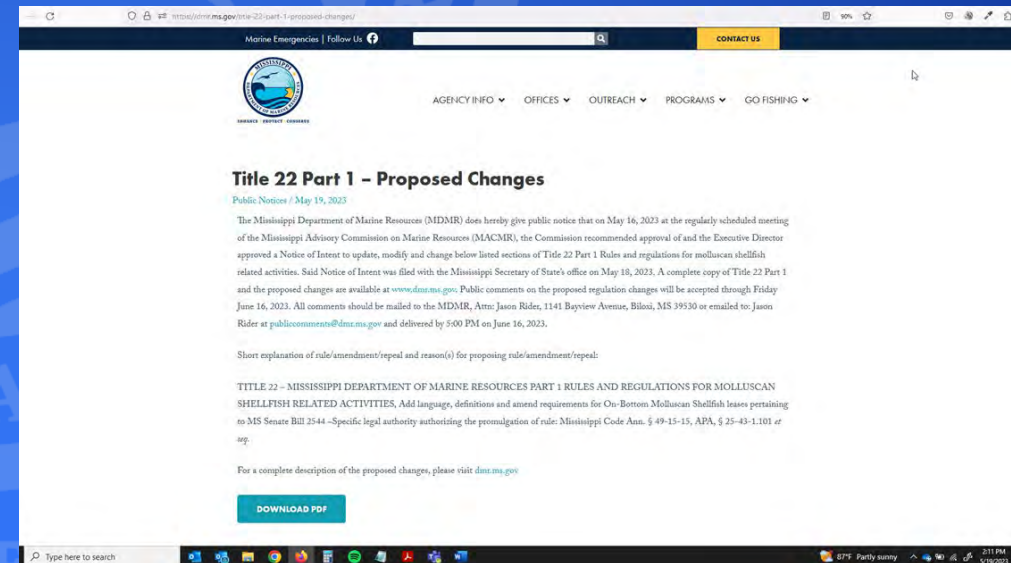 https://dmr.ms.gov/title-22-part-1-proposed-changes/
90%
Marine Emergencies | Follow Us
CONTACT US
MISSISSIPPI
DEPARTMENT OF MARINE RESOURCES
ENHANCE · PROTECT · CONSERVE
AGENCY INFO
OFFICES
OUTREACH
PROGRAMS
GO FISHING
Title 22 Part 1 – Proposed Changes
Public Notices / May 19, 2023
The Mississippi Department of Marine Resources (MDMR) does hereby give public notice that on May 16, 2023 at the regularly scheduled meeting
of the Mississippi Advisory Commission on Marine Resources (MACMR), the Commission recommended approval of and the Executive Director
approved a Notice of Intent to update, modify and change below listed sections of Title 22 Part 1 Rules and regulations for molluscan shellfish
related activities. Said Notice of Intent was filed with the Mississippi Secretary of State's office on May 18, 2023. A complete copy of Title 22 Part 1
and the proposed changes are available at www.dmr.ms.gov. Public comments on the proposed regulation changes will be accepted through Friday
June 16, 2023. All comments should be mailed to the MDMR, Attn: Jason Rider, 1141 Bayview Avenue, Biloxi, MS 39530 or emailed to: Jason
Rider at publiccomments@dmr.ms.gov and delivered by 5:00 PM on June 16, 2023.
Short explanation of rule/amendment/repeal and reason(s) for proposing rule/amendment/repeal:
TITLE 22 – MISSISSIPPI DEPARTMENT OF MARINE RESOURCES PART 1 RULES AND REGULATIONS FOR MOLLUSCAN
SHELLFISH RELATED ACTIVITIES, Add language, definitions and amend requirements for On-Bottom Molluscan Shellfish leases pertaining
to MS Senate Bill 2544 –Specific legal authority authorizing the promulgation of rule: Mississippi Code Ann. § 49-15-15, APA, § 25-43-1.101 et
seq.
For a complete description of the proposed changes, please visit dmr.ms.gov
DOWNLOAD PDF
Type here to search
87°F Partly sunny
2:11 PM
5/19/2023